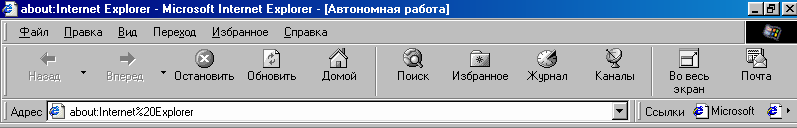 about:Internet Explorer - Microsoft Internet Explorer - [Автономная работа]
Файл Правка Вид Переход Избранное Справка
Назад Вперед Остановить Обновить Домой Поиск Избранное Журнал Каналы Во весь экран Почта
Адрес about:Internet%20Explorer Ссылки Microsoft